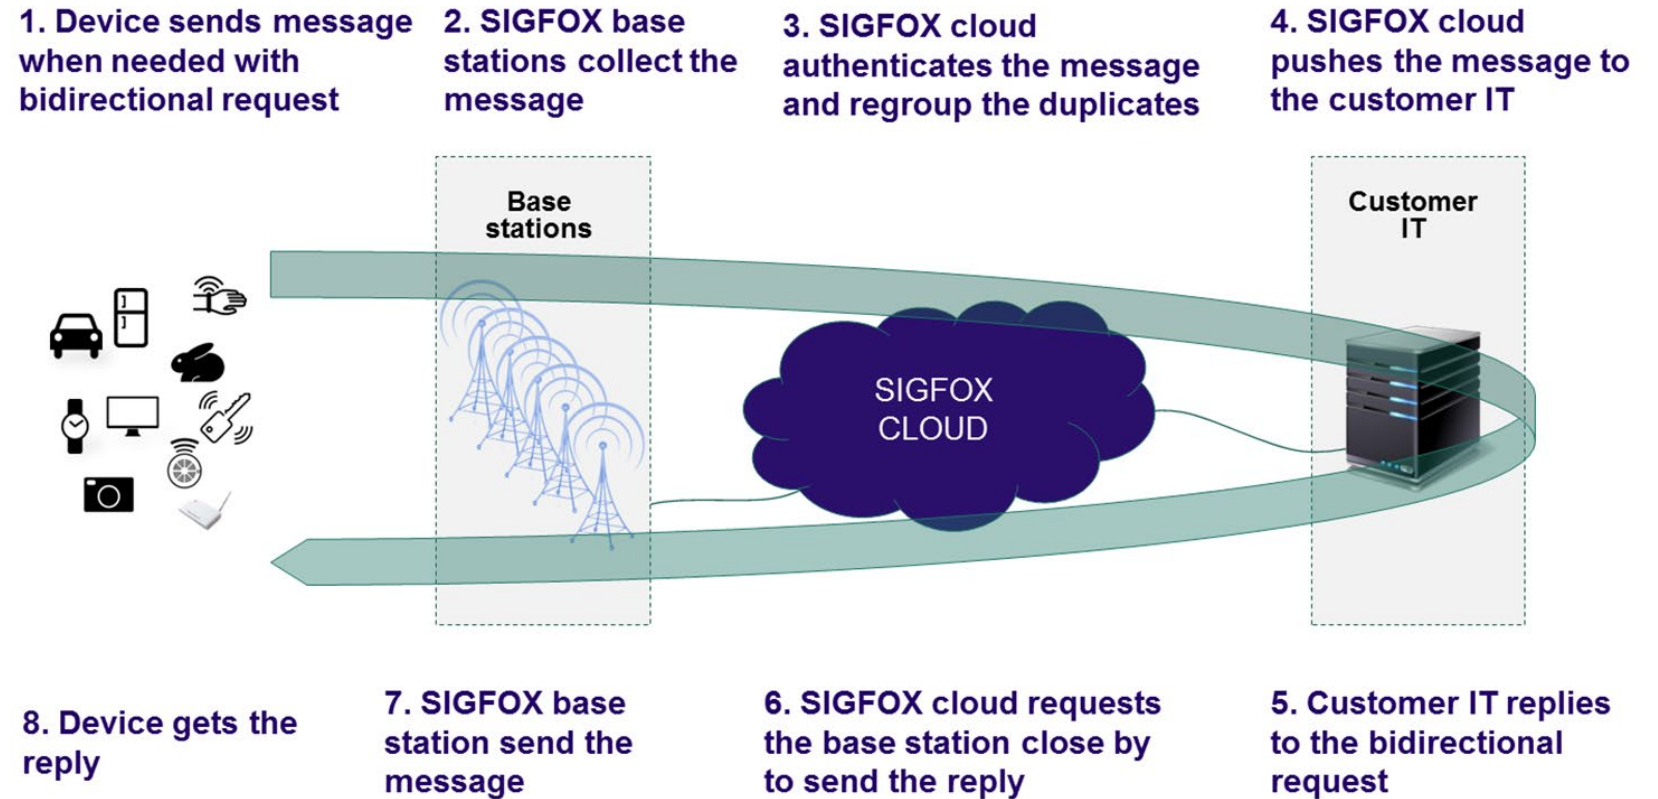 1. Device sends message
when needed with
bidirectional request
2. SIGFOX base
stations collect the
message
3. SIGFOX cloud
authenticates the message
and regroup the duplicates
4. SIGFOX cloud
pushes the message to
the customer IT
Base
stations
Customer
IT
SIGFOX
CLOUD
8. Device gets the
reply
7. SIGFOX base
station send the
message
6. SIGFOX cloud requests
the base station close by
to send the reply
5. Customer IT replies
to the bidirectional
request